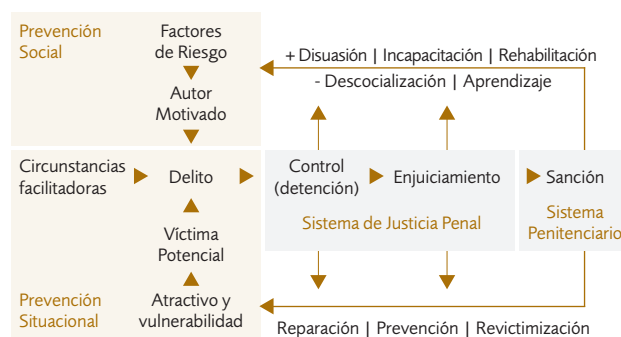 Prevención
Social
Factores
de Riesgo
+ Disuasión | Incapacitación | Rehabilitación
- Descocialización | Aprendizaje
Autor
Motivado
Circunstancias
facilitadoras
Delito
Control
(detención)
Enjuiciamiento
Sanción
Sistema de Justicia Penal
Sistema
Penitenciario
Víctima
Potencial
Prevención
Situacional
Atractivo y
vulnerabilidad
Reparación | Prevención | Revictimización